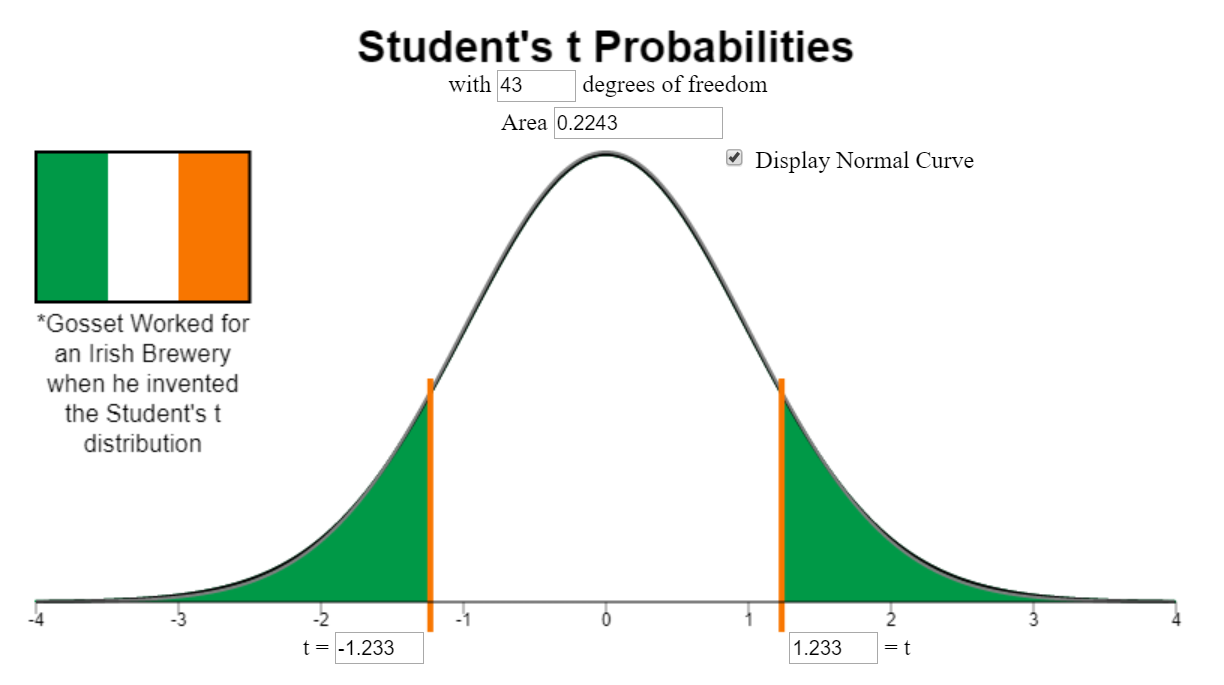 Student's t Probabilities
with 43 degrees of freedom
Area 0.2243
Display Normal Curve
*Gosset Worked for
an Irish Brewery
when he invented
the Student's t
distribution
-4 -3 -2 -1 0 1 2 3 4
t = -1.233 1.233 = t